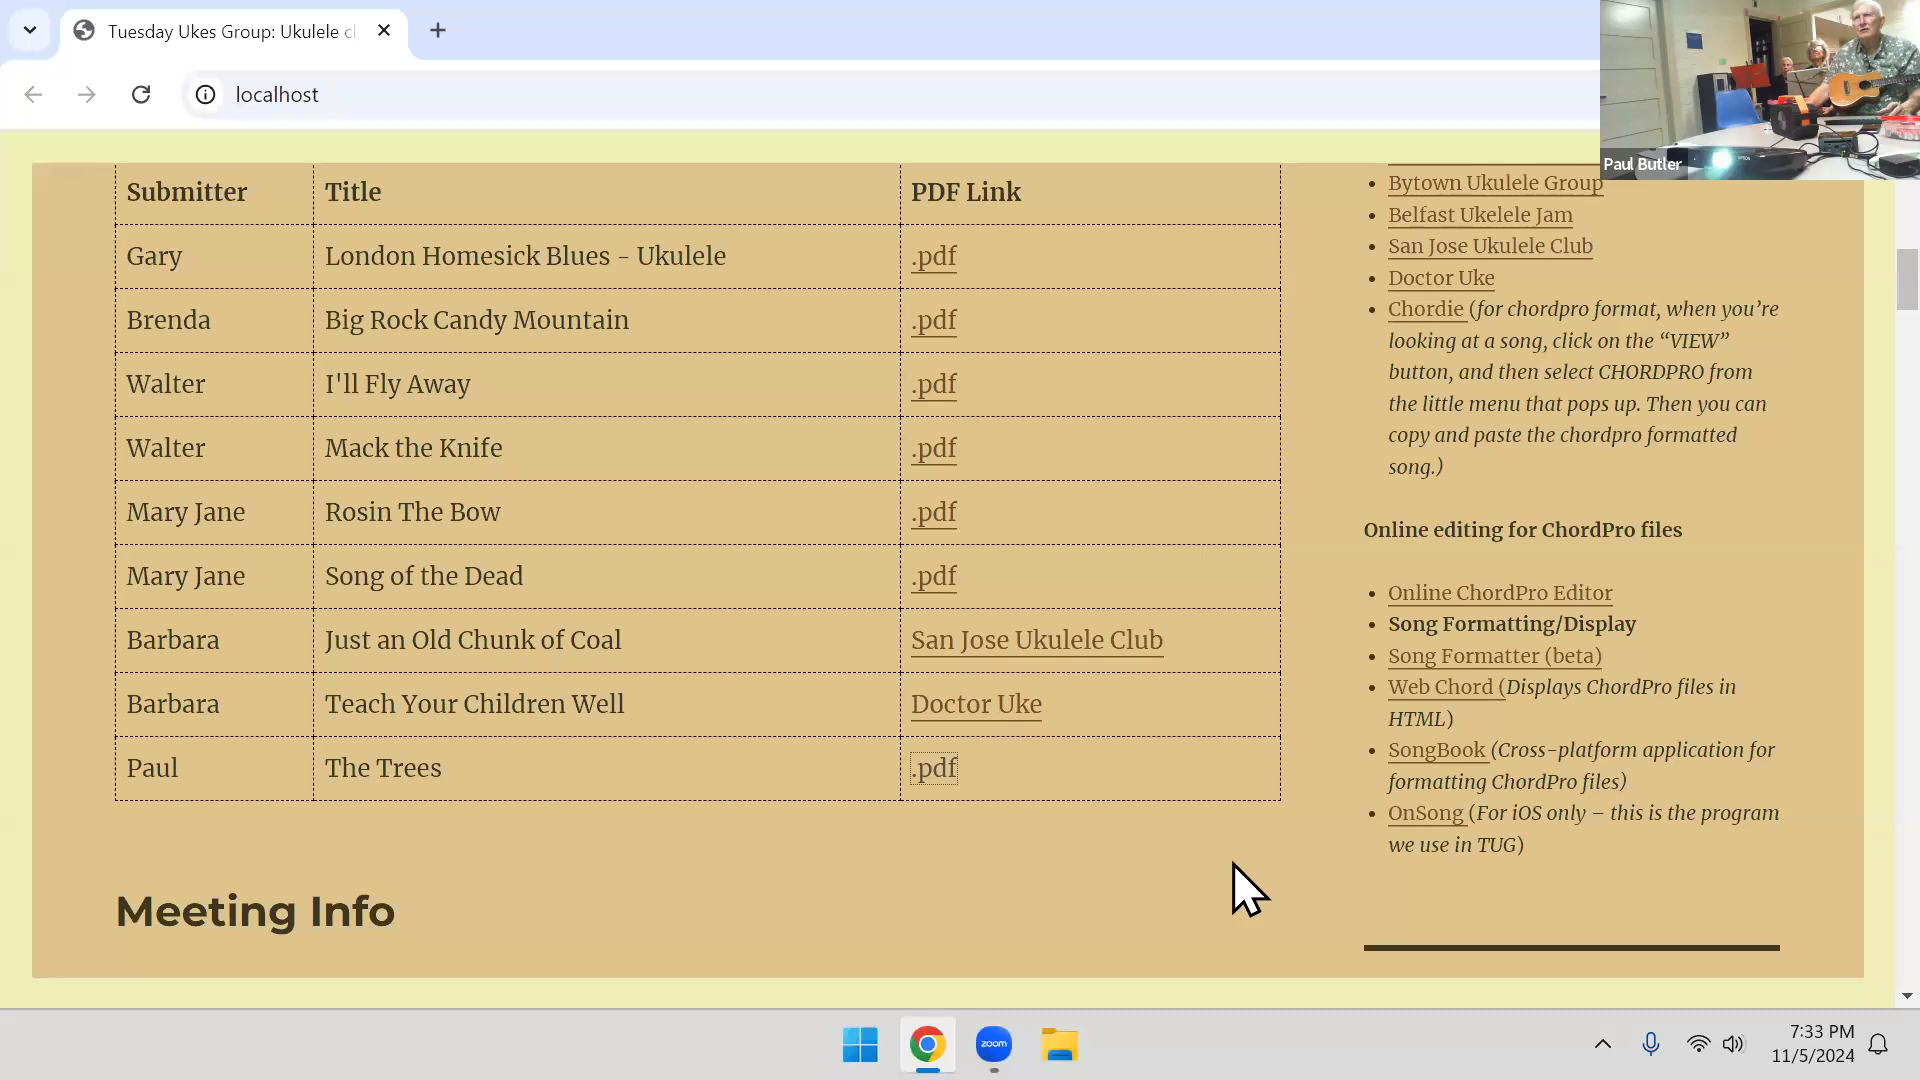 Tuesday Ukes Group: Ukulele cl
localhost
Paul Butler
Submitter Title PDF Link
Gary London Homesick Blues - Ukulele .pdf
Brenda Big Rock Candy Mountain .pdf
Walter I'll Fly Away .pdf
Walter Mack the Knife .pdf
Mary Jane Rosin The Bow .pdf
Mary Jane Song of the Dead .pdf
Barbara Just an Old Chunk of Coal San Jose Ukulele Club
Barbara Teach Your Children Well Doctor Uke
Paul The Trees .pdf
Meeting Info
Bytown Ukulele Group
Belfast Ukelele Jam
San Jose Ukulele Club
Doctor Uke
Chordie (for chordpro format, when you’re
looking at a song, click on the “VIEW”
button, and then select CHORDPRO from
the little menu that pops up. Then you can
copy and paste the chordpro formatted
song.)
Online editing for ChordPro files
Online ChordPro Editor
Song Formatting/Display
Song Formatter (beta)
Web Chord (Displays ChordPro files in
HTML)
SongBook (Cross-platform application for
formatting ChordPro files)
OnSong (For iOS only – this is the program
we use in TUG)
zoom
7:33 PM
11/5/2024